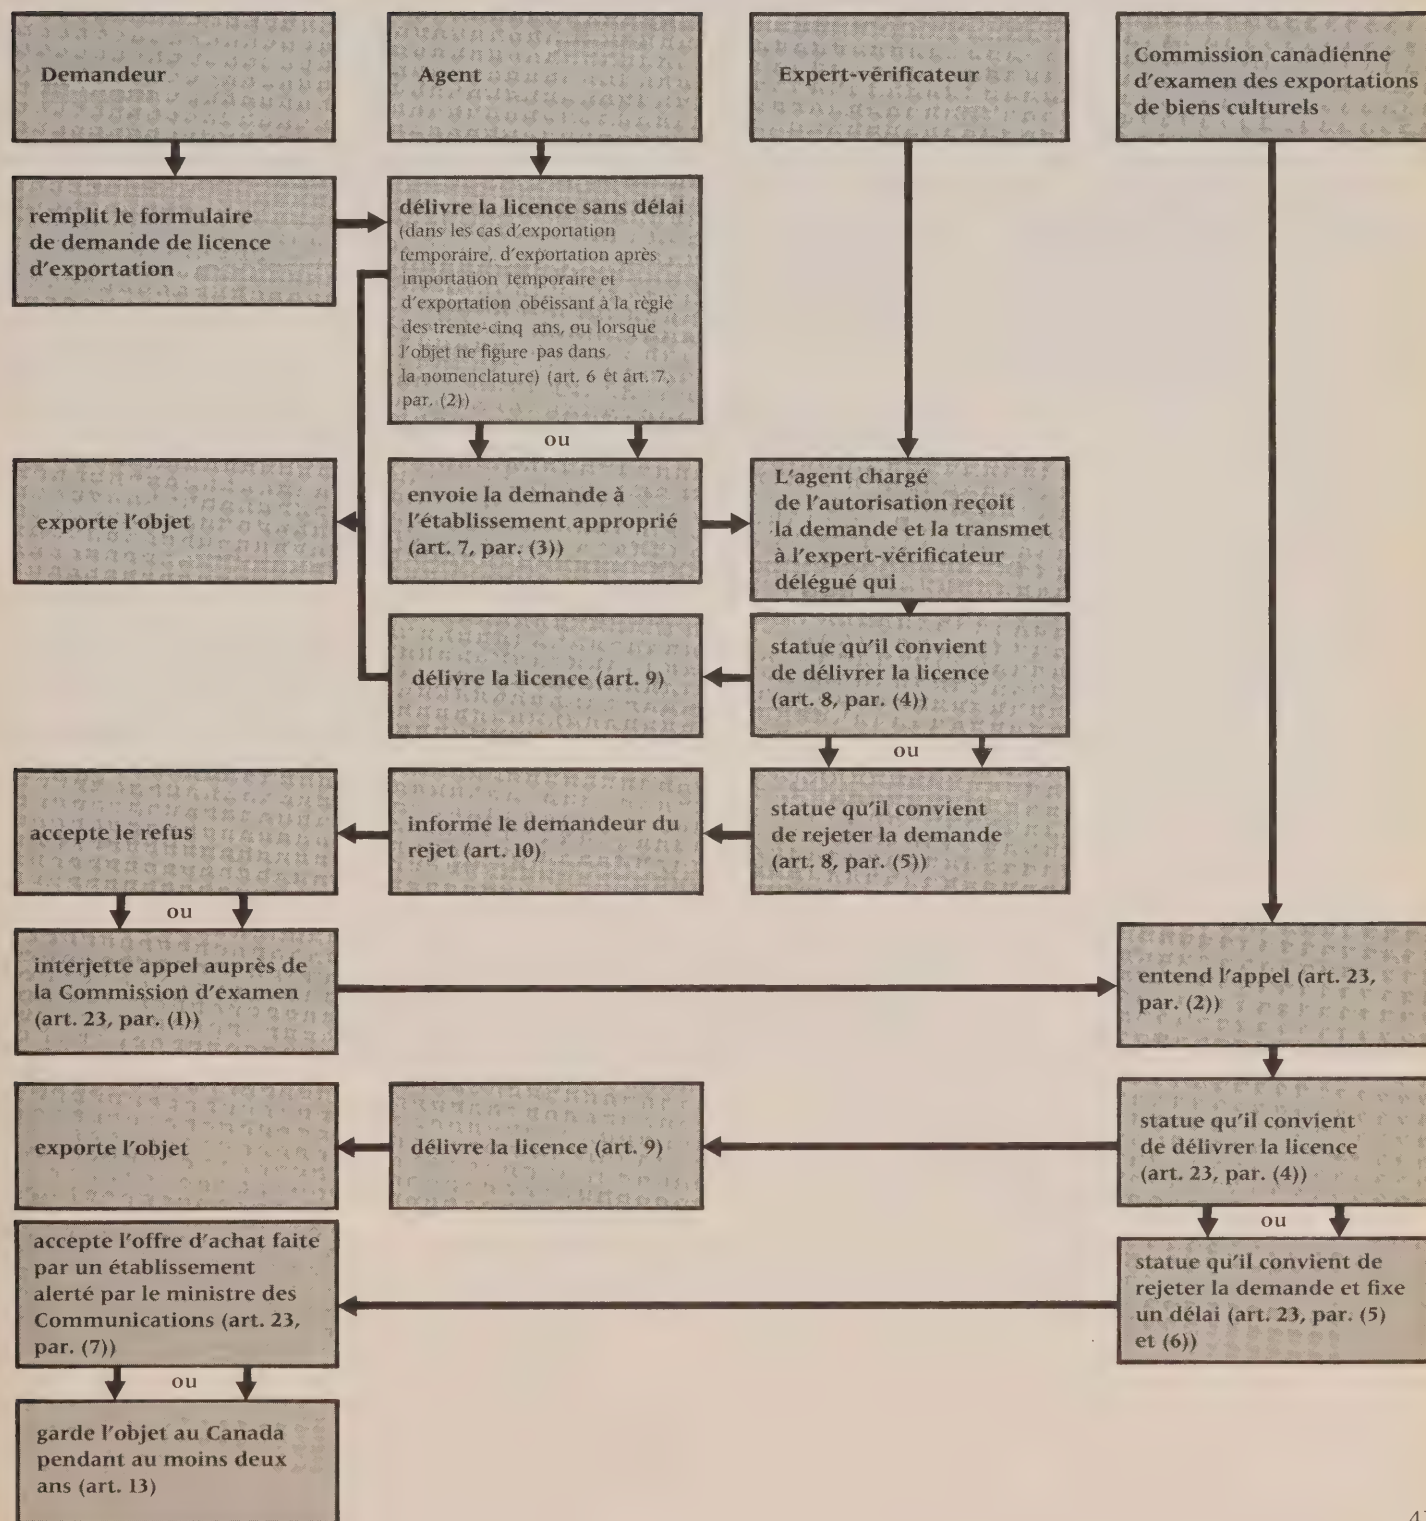 Demandeur
Agent
Expert-vérificateur
Commission canadienne
d'examen des exportations
de biens culturels
remplit le formulaire
de demande de licence
d'exportation
délivre la licence sans délai
(dans les cas d'exportation
temporaire, d'exportation après
importation temporaire et
d'exportation obéissant à la règle
des trente-cinq ans, ou lorsque
l'objet ne figure pas dans
la nomenclature) (art. 6 et art. 7,
par. (2))
ou
exporte l'objet
envoie la demande à
l'établissement approprié
(art. 7, par. (3))
L'agent chargé
de l'autorisation reçoit
la demande et la transmet
à l'expert-vérificateur
délégué qui
délivre la licence (art. 9)
statue qu'il convient
de délivrer la licence
(art. 8, par. (4))
ou
accepte le refus
informe le demandeur du
rejet (art. 10)
statue qu'il convient
de rejeter la demande
(art. 8, par. (5))
ou
interjette appel auprès de
la Commission d'examen
(art. 23, par. (1))
entend l'appel (art. 23,
par. (2))
exporte l'objet
délivre la licence (art. 9)
statue qu'il convient
de délivrer la licence
(art. 23, par. (4))
ou
accepte l'offre d'achat faite
par un établissement
alerté par le ministre des
Communications (art. 23,
par. (7))
statue qu'il convient de
rejeter la demande et fixe
un délai (art. 23, par. (5)
et (6))
ou
garde l'objet au Canada
pendant au moins deux
ans (art. 13)